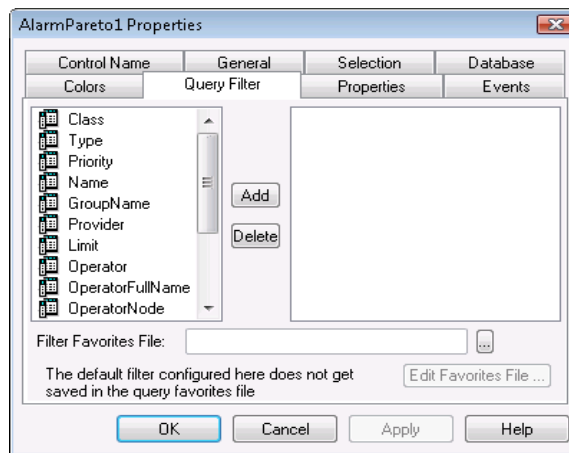 AlarmPareto1 Properties
Control Name General Selection Database
Colors Query Filter Properties Events
Class
Type
Priority
Name
GroupName
Provider
Limit
Operator
OperatorFullName
OperatorNode
Add
Delete
Filter Favorites File:
...
The default filter configured here does not get
saved in the query favorites file
Edit Favorites File ...
OK Cancel Apply Help